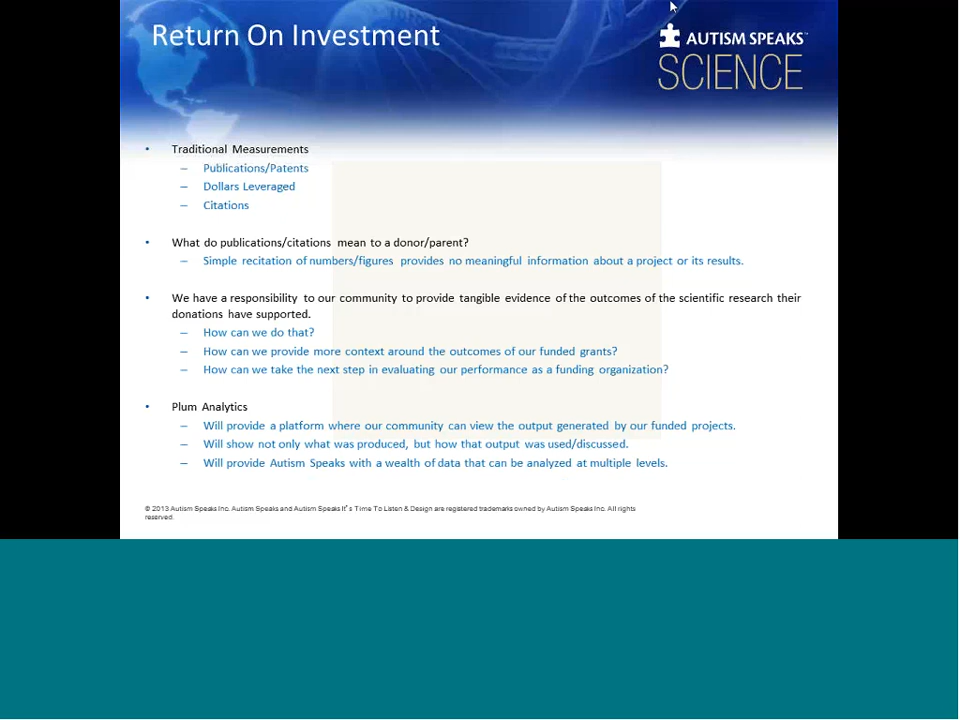 Return On Investment
AUTISM SPEAKS™
SCIENCE
• Traditional Measurements
– Publications/Patents
– Dollars Leveraged
– Citations
• What do publications/citations mean to a donor/parent?
– Simple recitation of numbers/figures provides no meaningful information about a project or its results.
• We have a responsibility to our community to provide tangible evidence of the outcomes of the scientific research their
donations have supported.
– How can we do that?
– How can we provide more context around the outcomes of our funded grants?
– How can we take the next step in evaluating our performance as a funding organization?
• Plum Analytics
– Will provide a platform where our community can view the output generated by our funded projects.
– Will show not only what was produced, but how that output was used/discussed.
– Will provide Autism Speaks with a wealth of data that can be analyzed at multiple levels.
© 2013 Autism Speaks Inc. Autism Speaks and Autism Speaks It's Time To Listen & Design are registered trademarks owned by Autism Speaks Inc. All rights
reserved.